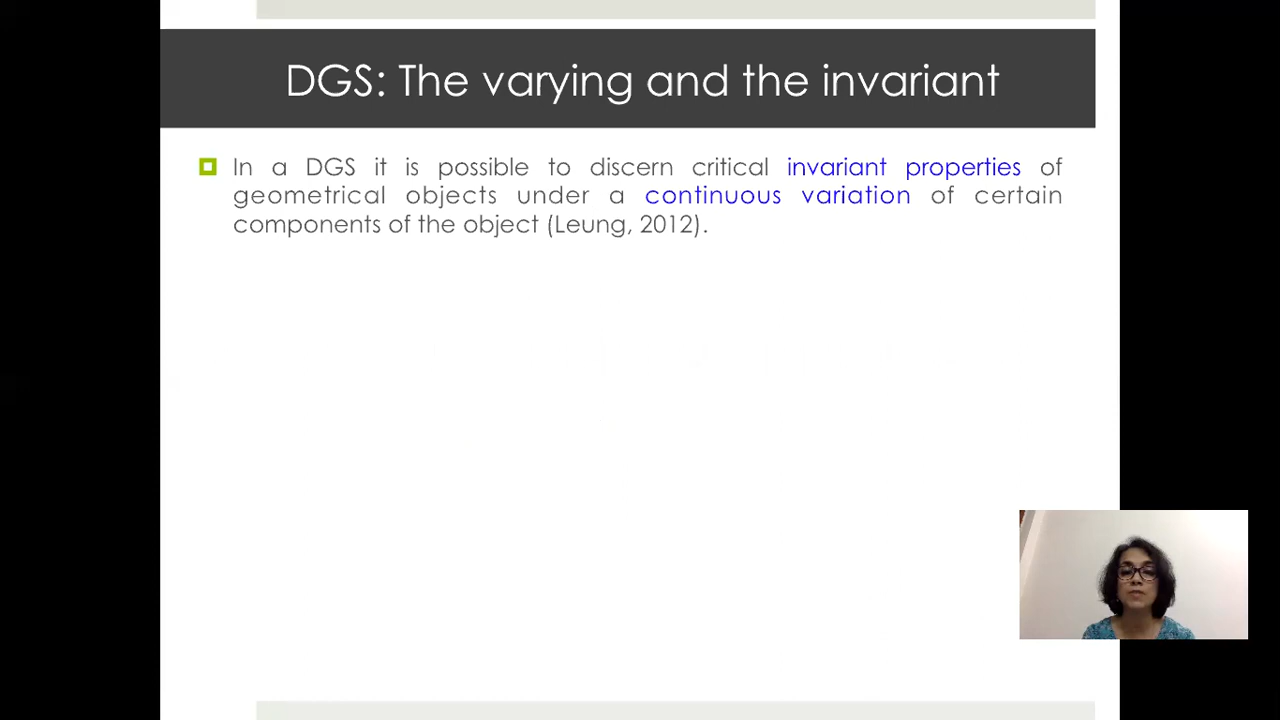 DGS: The varying and the invariant
In a DGS it is possible to discern critical invariant properties of
geometrical objects under a continuous variation of certain
components of the object (Leung, 2012).